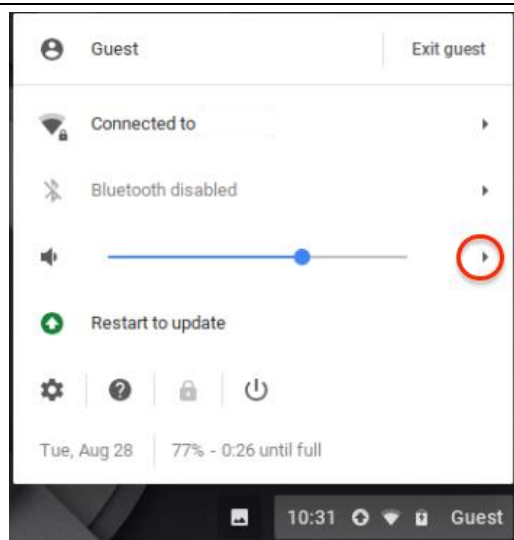 Guest Exit guest
Connected to
Bluetooth disabled
Restart to update
Tue, Aug 28 77% - 0:26 until full
10:31 Guest